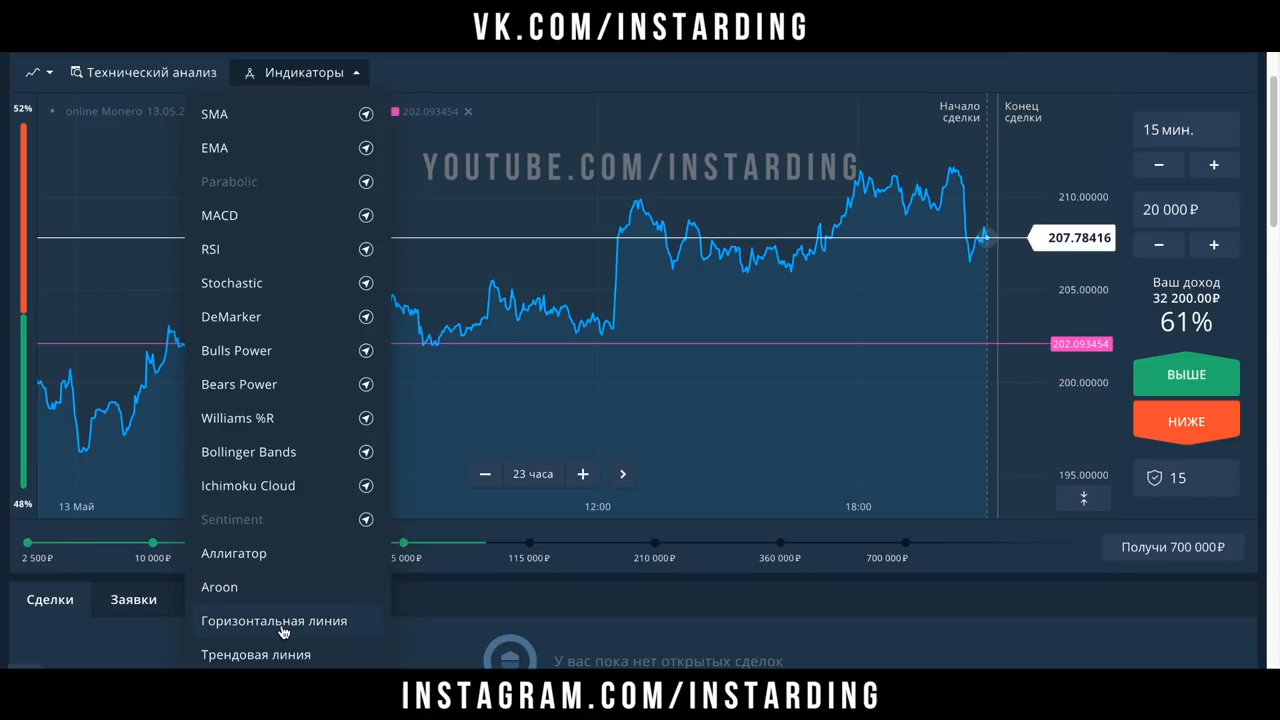 VK.COM/INSTARDING
Технический анализ
Индикаторы
52%
online Monero 13.05.2
202.093454
Начало
сделки
Конец
сделки
SMA
EMA
Parabolic
MACD
RSI
Stochastic
DeMarker
Bulls Power
Bears Power
Williams %R
Bollinger Bands
Ichimoku Cloud
Sentiment
Аллигатор
Aroon
Горизонтальная линия
Трендовая линия
YOUTUBE.COM/INSTARDING
210.00000
207.78416
205.00000
202.093454
200.00000
195.00000
15 мин.
− +
20 000 ₽
− +
Ваш доход
32 200.00₽
61%
ВЫШЕ
НИЖЕ
15
− 23 часа +
48%
13 Май
12:00
18:00
2 500₽
10 000₽
5 000₽
115 000₽
210 000₽
360 000₽
700 000₽
Получи 700 000₽
Сделки
Заявки
У вас пока нет открытых сделок
INSTAGRAM.COM/INSTARDING